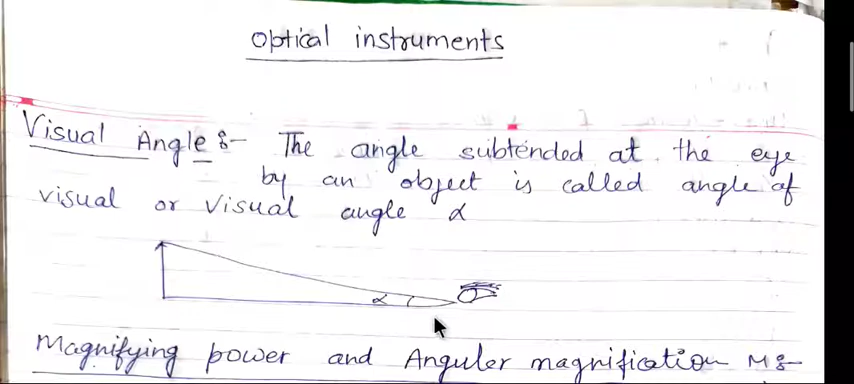 Optical instruments
Visual Angle :- The angle subtended at the eye
by an object is called angle of
visual or visual angle α
α
Magnifying power and Anguler magnification M :-